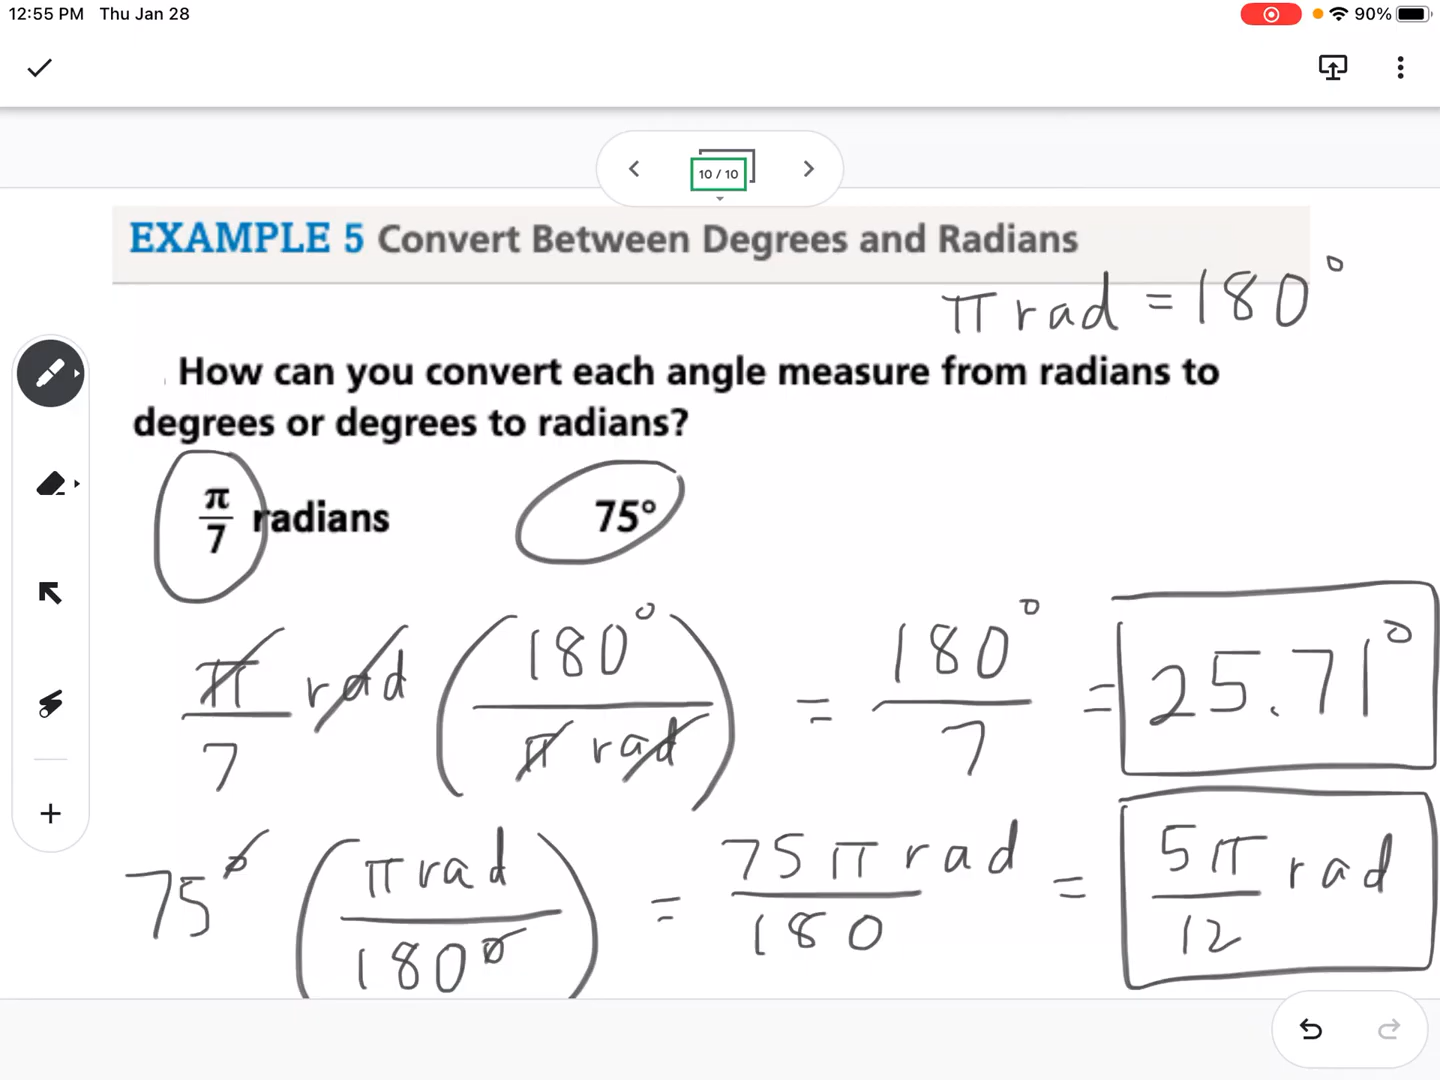 12:55 PM Thu Jan 28
90%
10 / 10
EXAMPLE 5 Convert Between Degrees and Radians
π rad = 180°
How can you convert each angle measure from radians to
degrees or degrees to radians?
π/7 radians 75°
π/7 rad (180°/π rad) = 180°/7 = 25.71°
75° (π rad/180°) = 75π rad/180 = 5π/12 rad